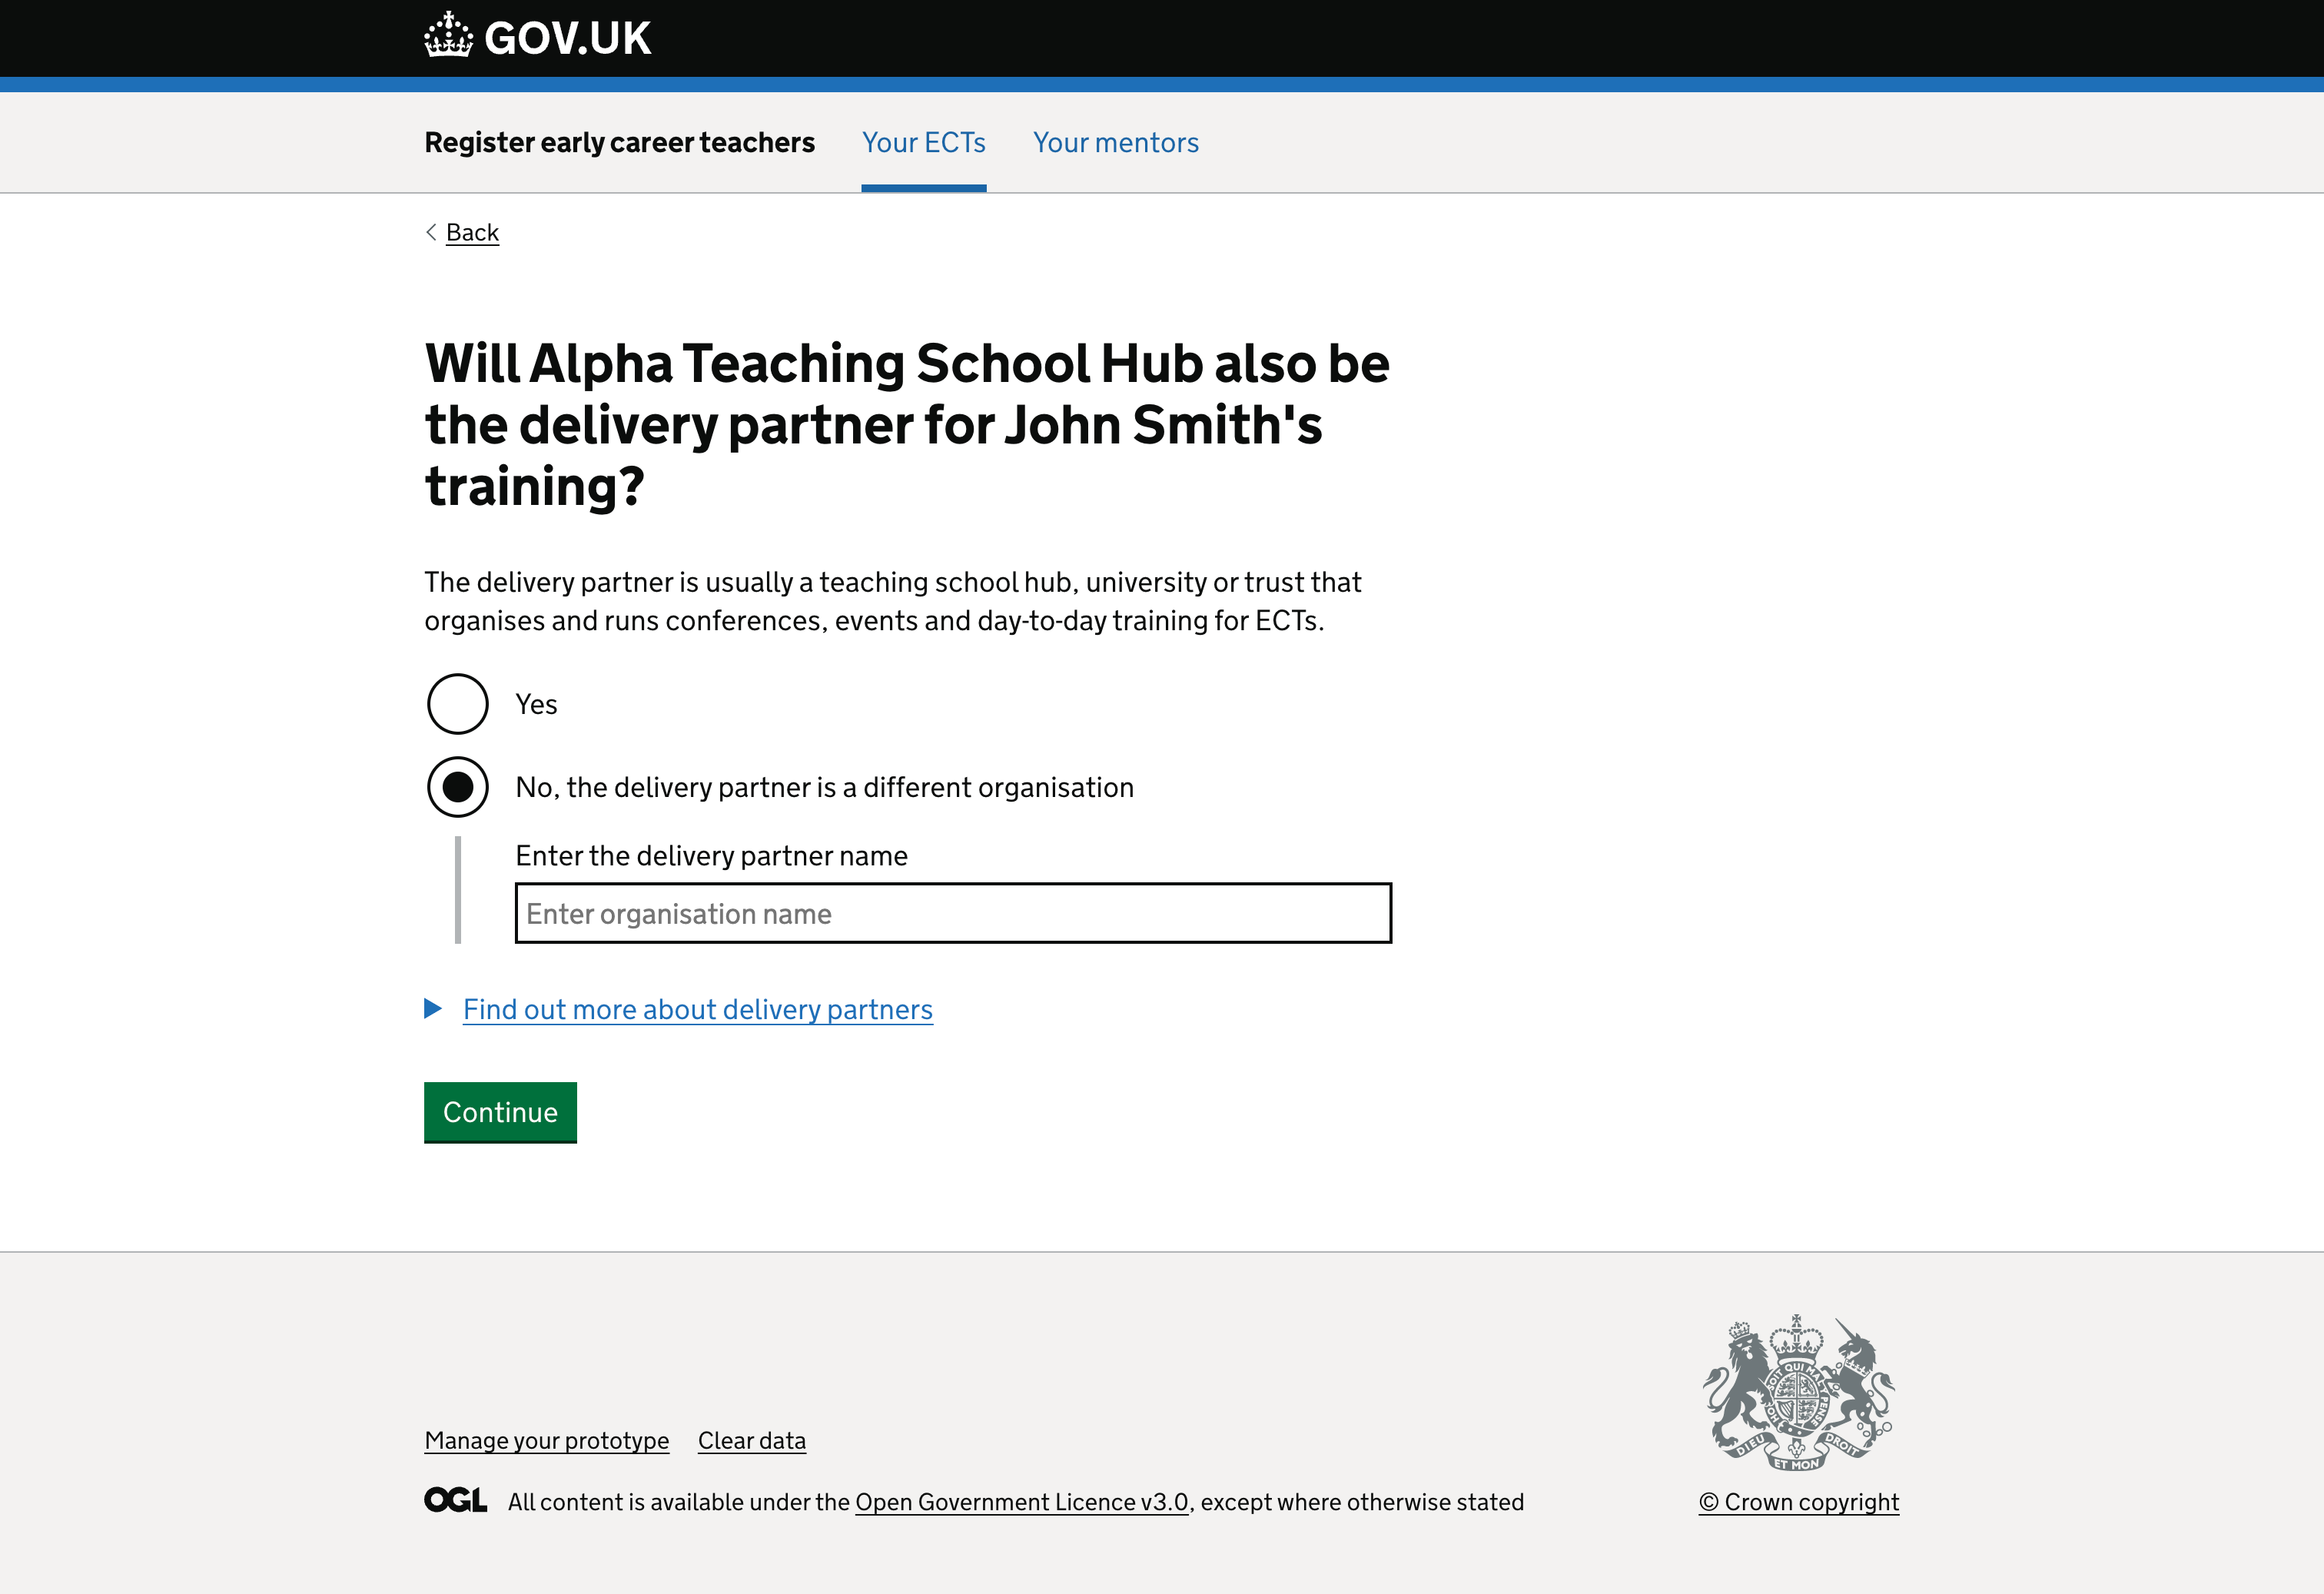 GOV.UK
Register early career teachers Your ECTs Your mentors
Back
Will Alpha Teaching School Hub also be
the delivery partner for John Smith's
training?
The delivery partner is usually a teaching school hub, university or trust that
organises and runs conferences, events and day-to-day training for ECTs.
Yes
No, the delivery partner is a different organisation
Enter the delivery partner name
Enter organisation name
Find out more about delivery partners
Continue
Manage your prototype Clear data
OGL All content is available under the Open Government Licence v3.0, except where otherwise stated
DIEU ET MON DROIT
© Crown copyright